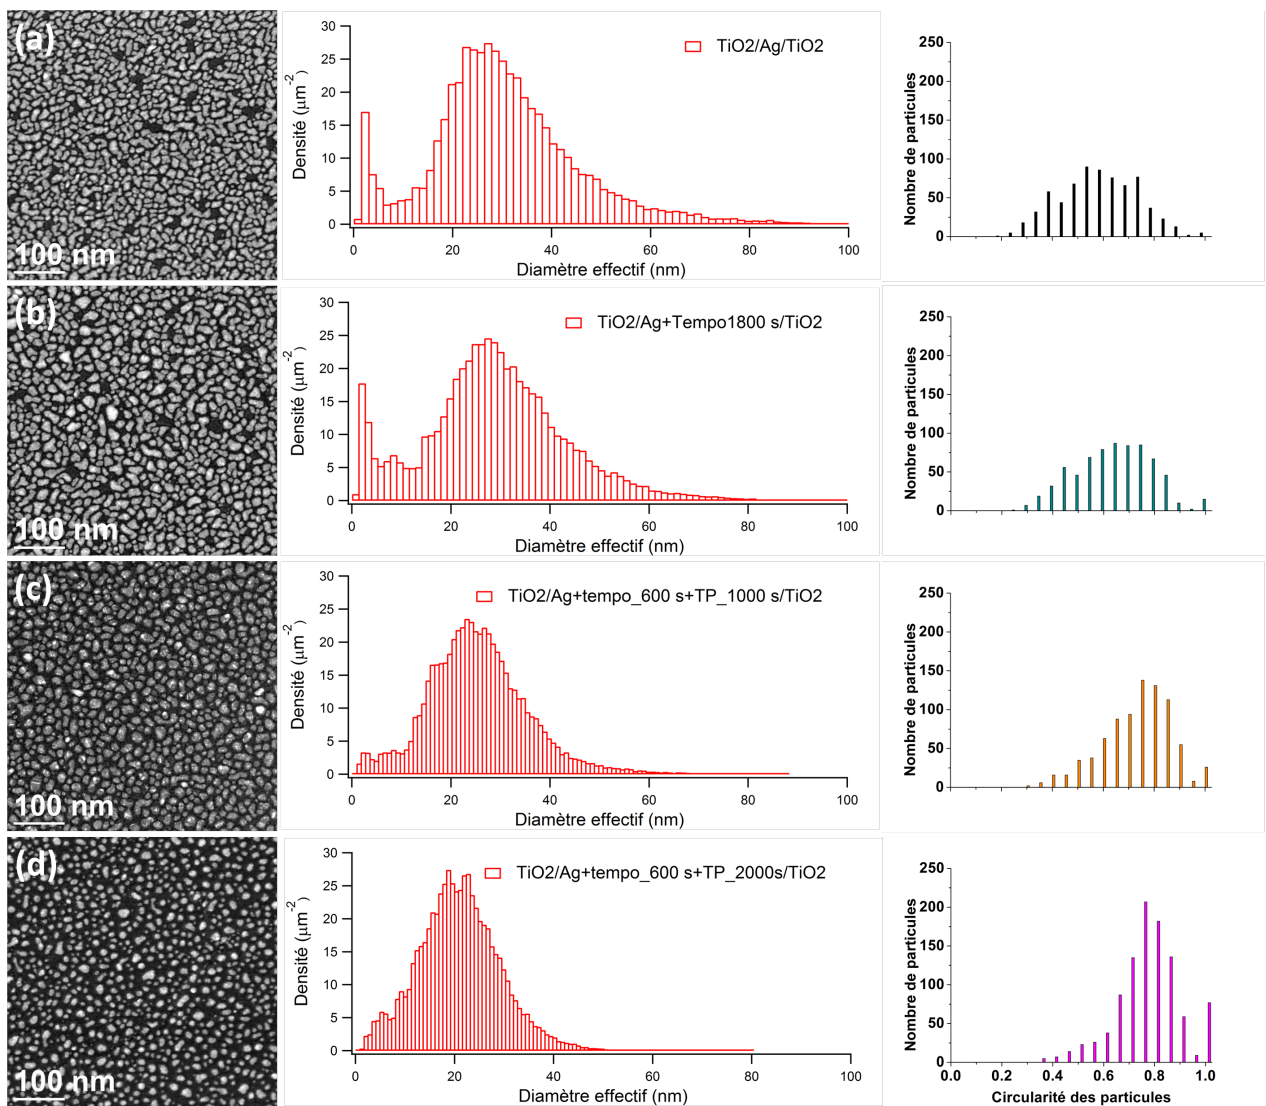 (a)
100 nm
30
25
20
15
10
5
0
Densité (μm⁻²)
TiO2/Ag/TiO2
0 20 40 60 80 100
Diamètre effectif (nm)
250
200
150
100
50
0
Nombre de particules
(b)
100 nm
30
25
20
15
10
5
0
Densité (μm⁻²)
TiO2/Ag+Tempo1800 s/TiO2
0 20 40 60 80 100
Diamètre effectif (nm)
250
200
150
100
50
0
Nombre de particules
(c)
100 nm
30
25
20
15
10
5
0
Densité (μm⁻²)
TiO2/Ag+tempo_600 s+TP_1000 s/TiO2
0 20 40 60 80 100
Diamètre effectif (nm)
250
200
150
100
50
0
Nombre de particules
(d)
100 nm
30
25
20
15
10
5
0
Densité (μm⁻²)
TiO2/Ag+tempo_600 s+TP_2000s/TiO2
0 20 40 60 80 100
Diamètre effectif (nm)
250
200
150
100
50
0
Nombre de particules
0.0 0.2 0.4 0.6 0.8 1.0
Circularité des particules